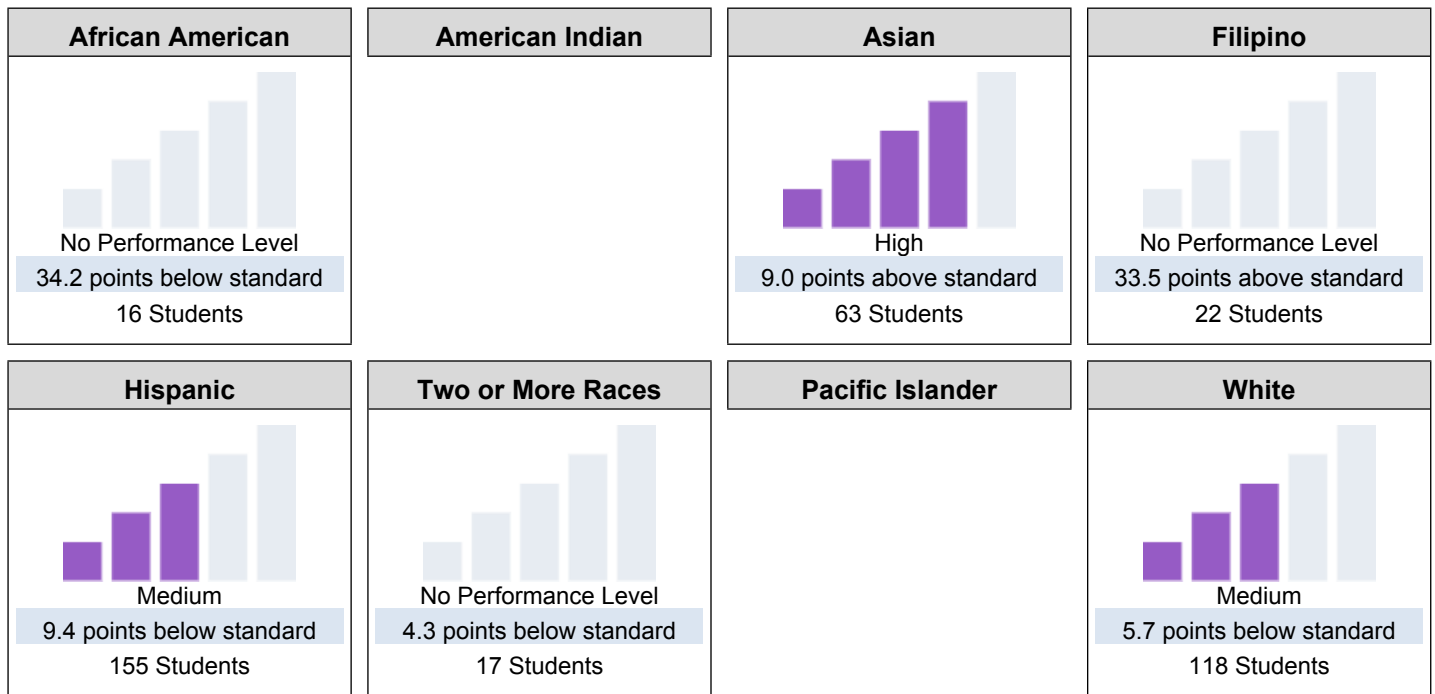 African American
No Performance Level
34.2 points below standard
16 Students
American Indian
Asian
High
9.0 points above standard
63 Students
Filipino
No Performance Level
33.5 points above standard
22 Students
Hispanic
Medium
9.4 points below standard
155 Students
Two or More Races
No Performance Level
4.3 points below standard
17 Students
Pacific Islander
White
Medium
5.7 points below standard
118 Students